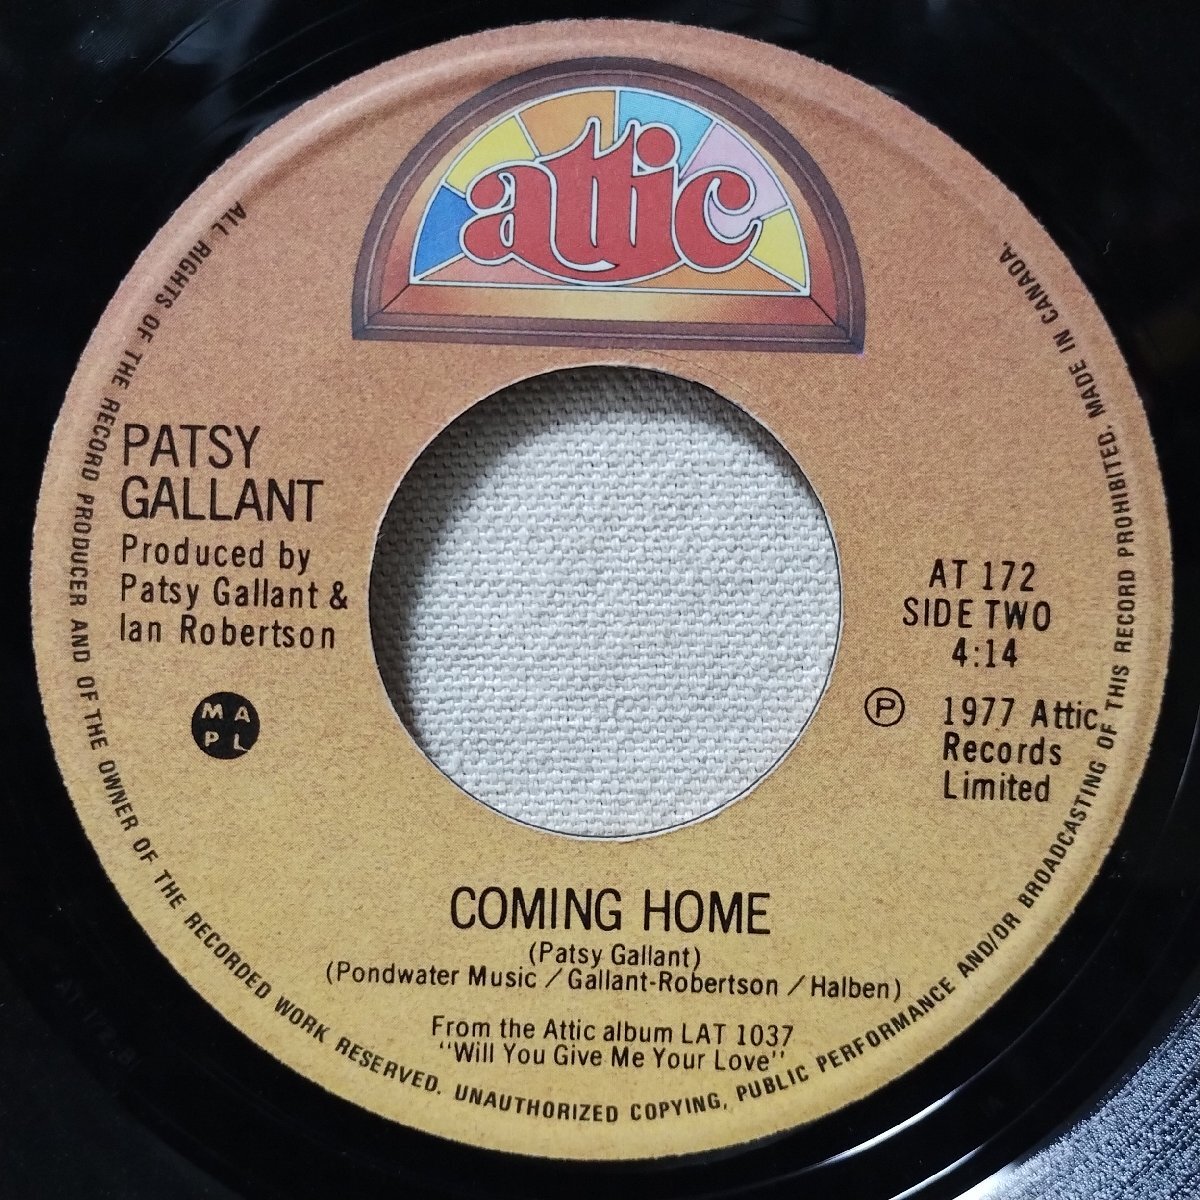 attic
PATSY
GALLANT
Produced by
Patsy Gallant &
Ian Robertson
M A
P L
AT 172
SIDE TWO
4:14
Ⓟ 1977 Attic
Records
Limited
COMING HOME
(Patsy Gallant)
(Pondwater Music / Gallant-Robertson / Halben)
From the Attic album LAT 1037
"Will You Give Me Your Love"
ALL RIGHTS OF THE RECORD PRODUCER AND OF THE OWNER OF THE RECORDED WORK RESERVED. UNAUTHORIZED COPYING, PUBLIC PERFORMANCE AND/OR BROADCASTING OF THIS RECORD PROHIBITED. MADE IN CANADA.